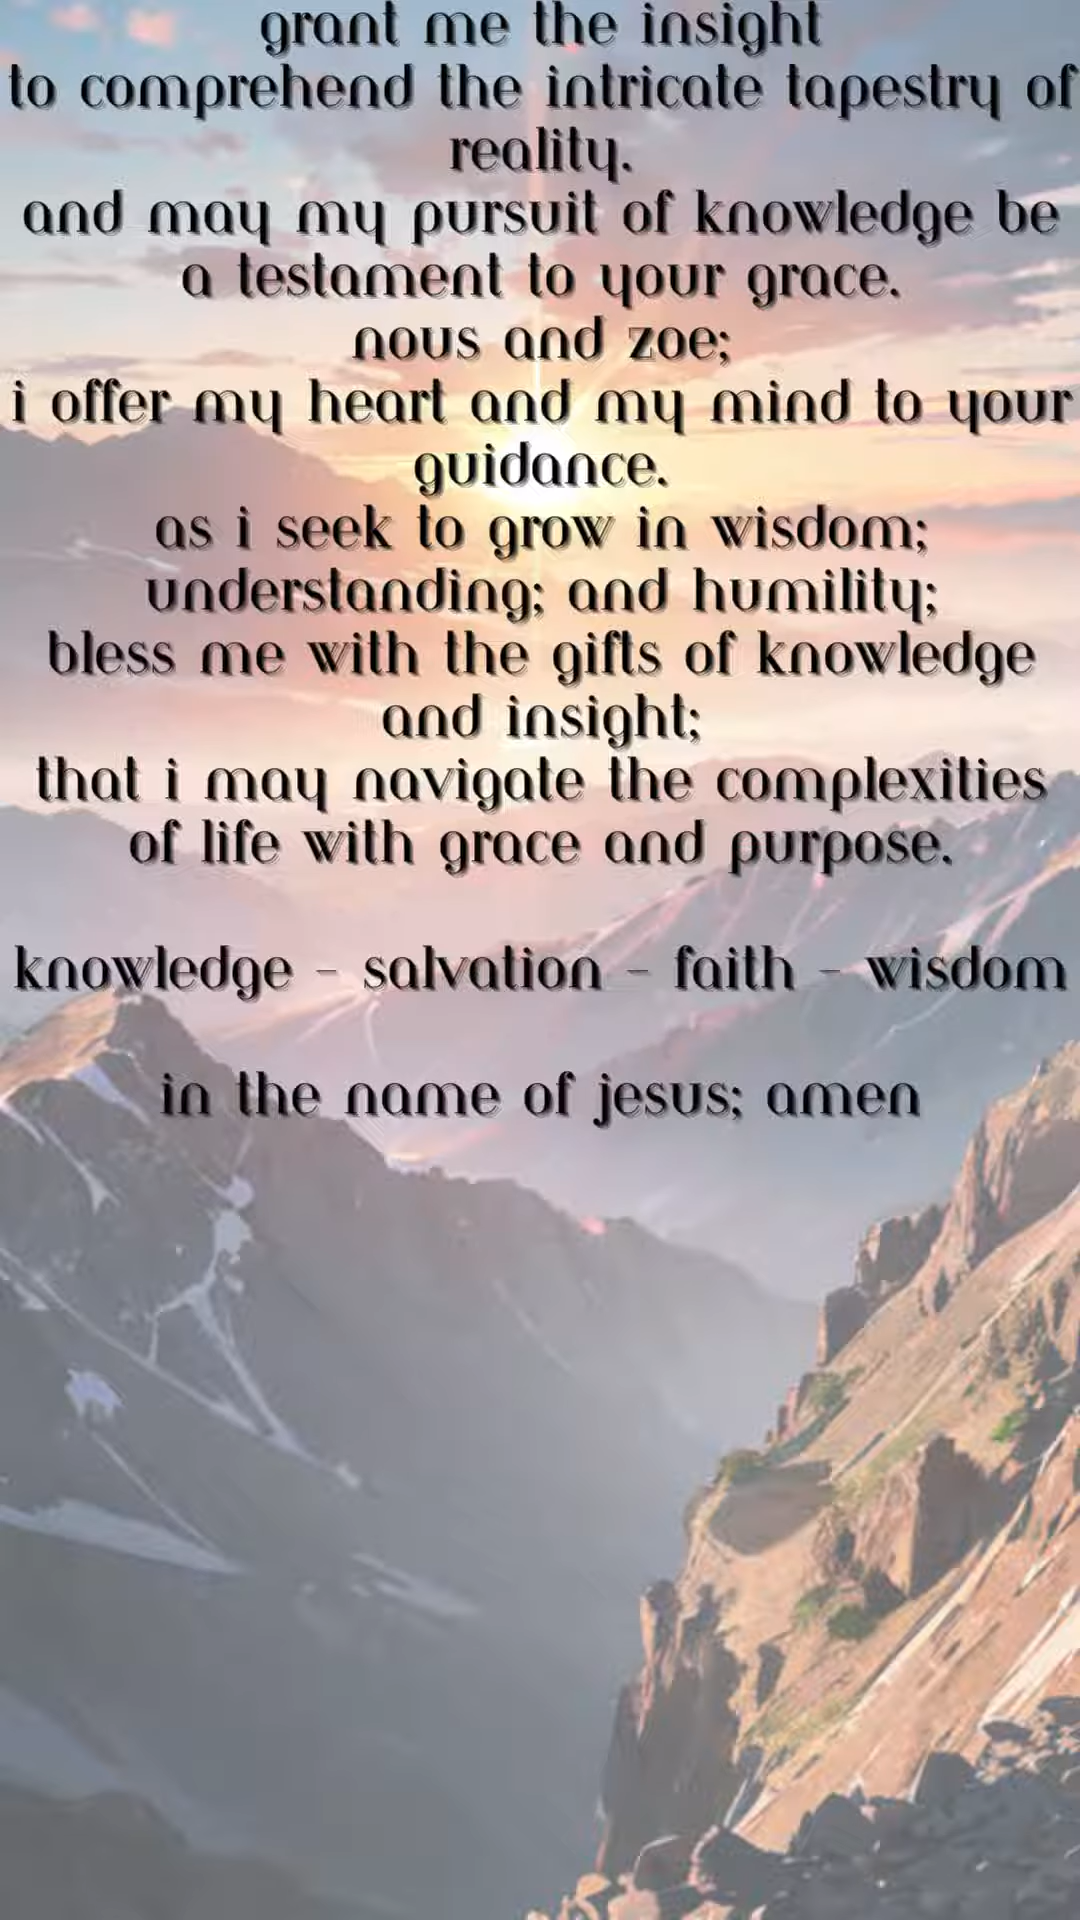 grant me the insight
to comprehend the intricate tapestry of
reality.
and may my pursuit of knowledge be
a testament to your grace.
nous and zoe;
i offer my heart and my mind to your
guidance.
as i seek to grow in wisdom;
understanding; and humility;
bless me with the gifts of knowledge
and insight;
that i may navigate the complexities
of life with grace and purpose.
knowledge - salvation - faith - wisdom
in the name of jesus; amen